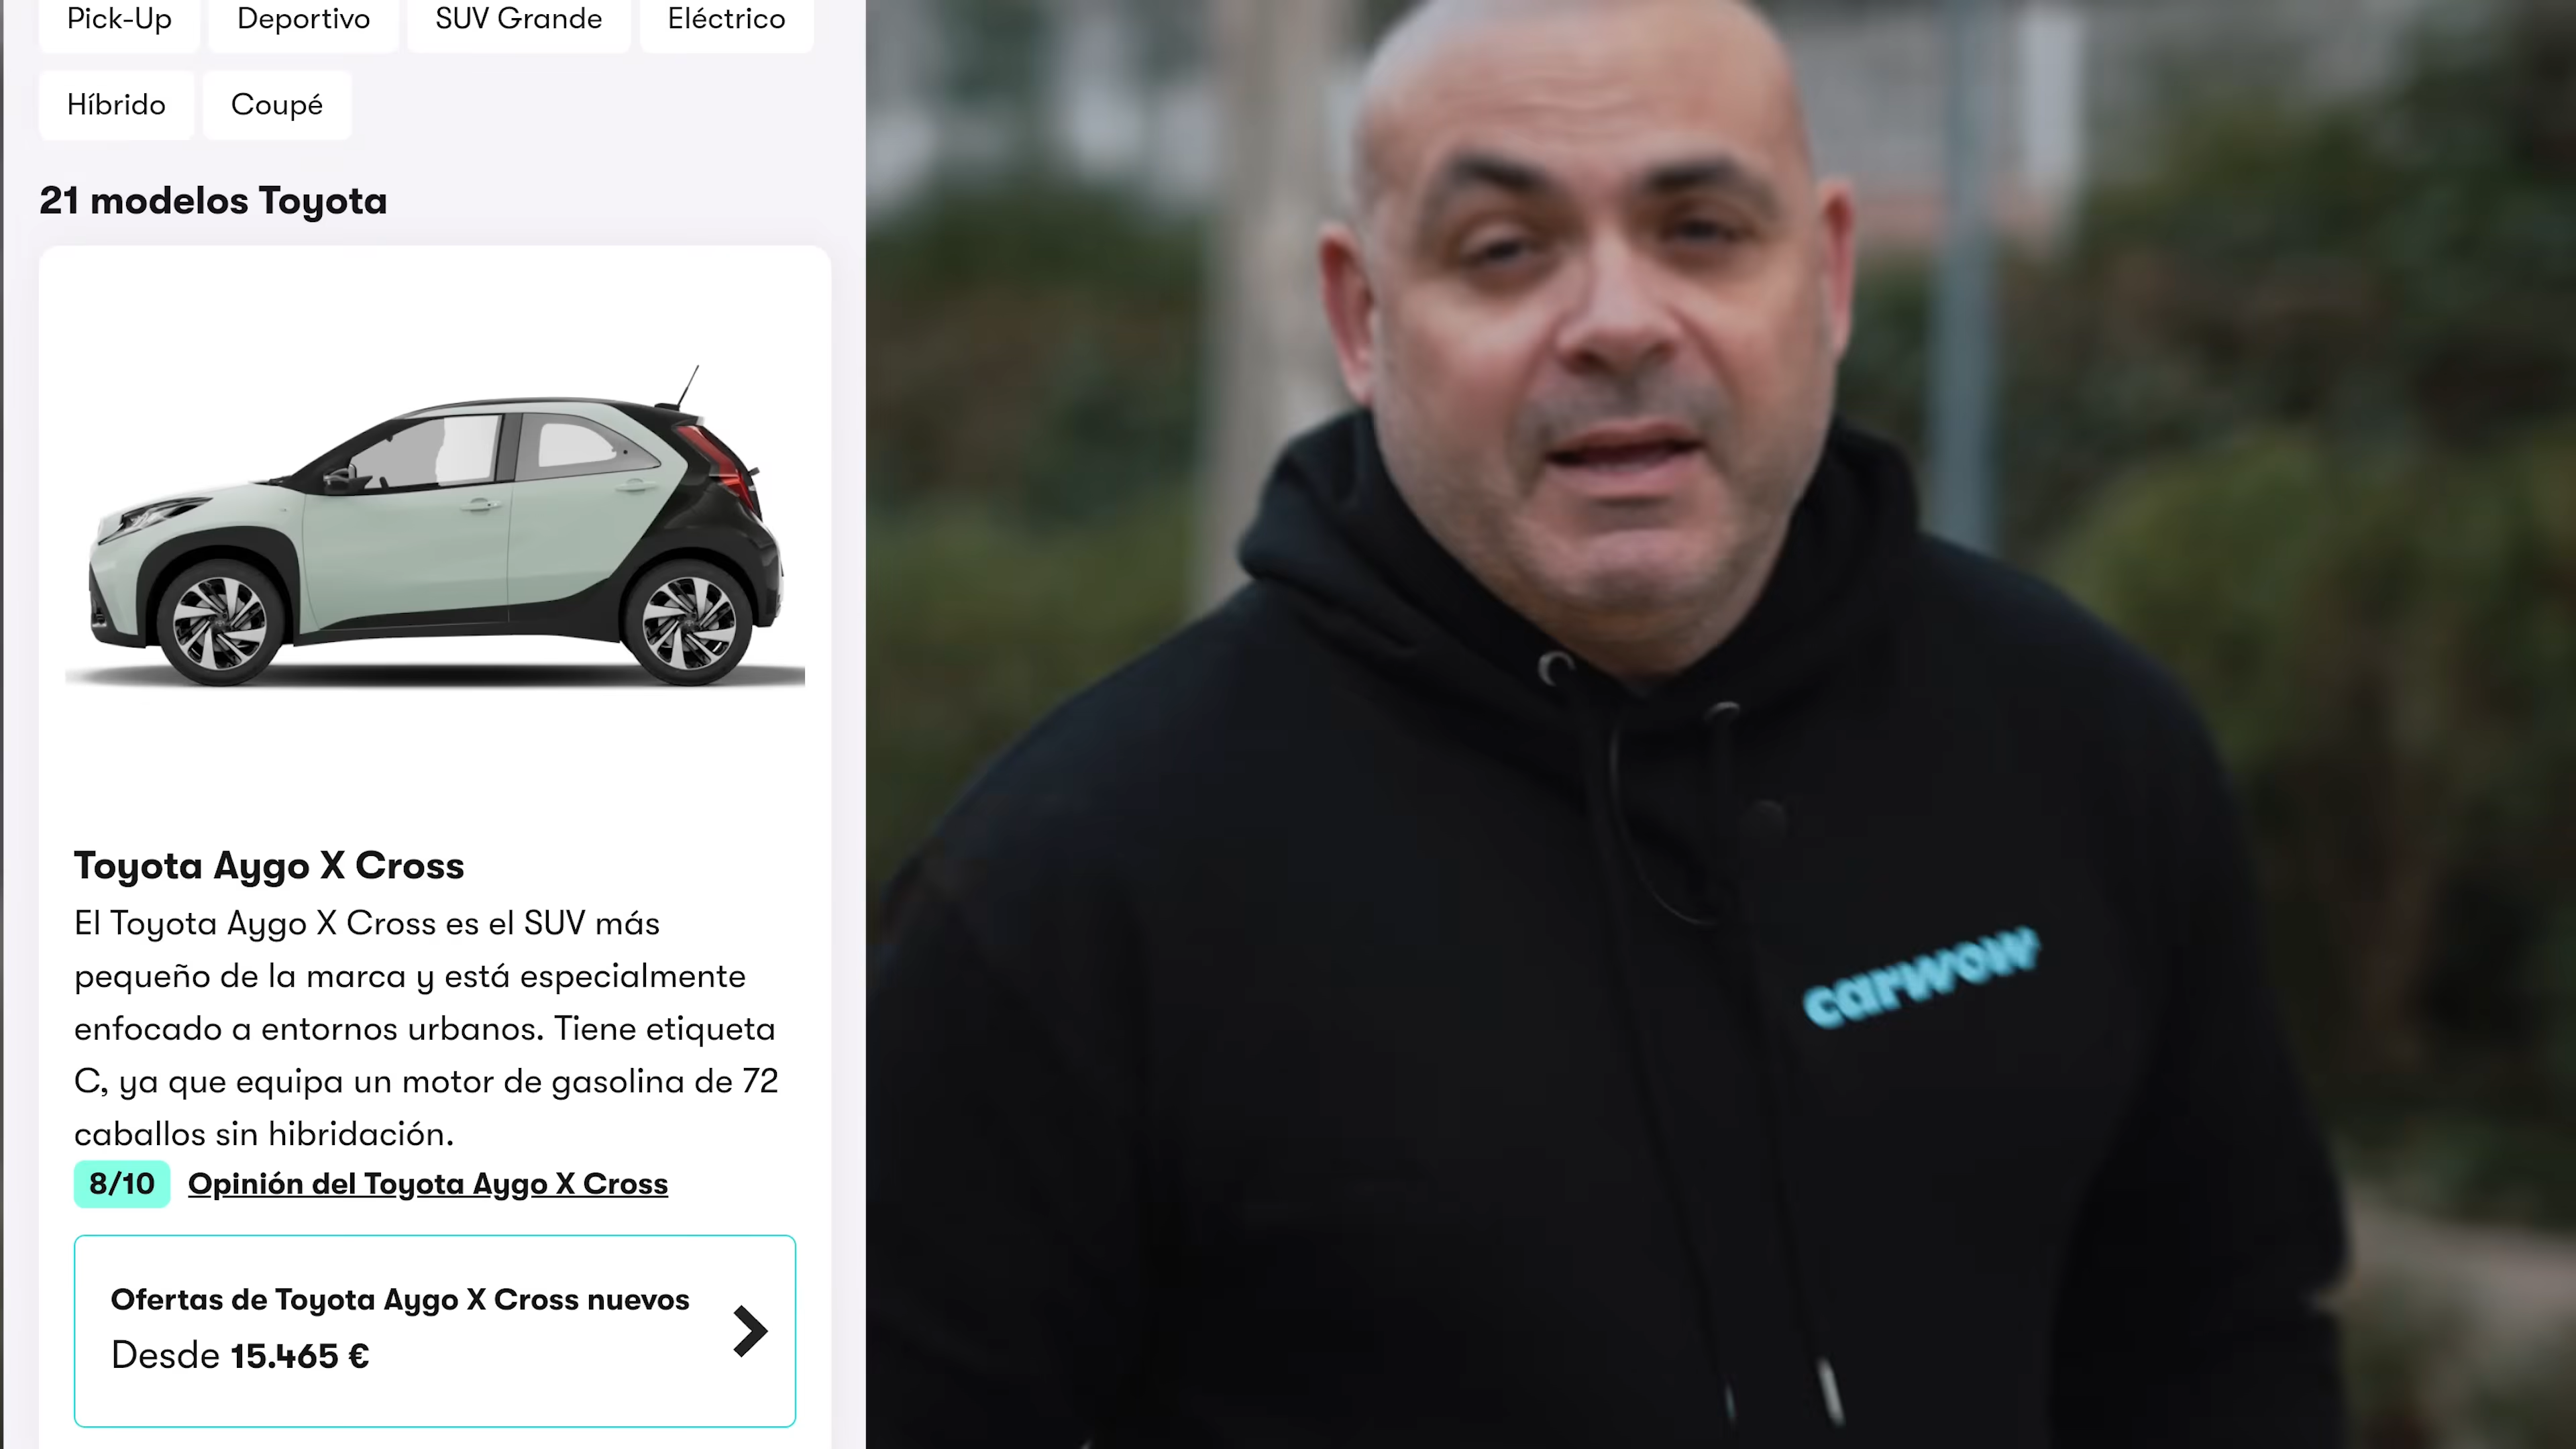 Pick-Up
Deportivo
SUV Grande
Eléctrico
Híbrido
Coupé
21 modelos Toyota
Toyota Aygo X Cross
El Toyota Aygo X Cross es el SUV más
pequeño de la marca y está especialmente
enfocado a entornos urbanos. Tiene etiqueta
C, ya que equipa un motor de gasolina de 72
caballos sin hibridación.
8/10 Opinión del Toyota Aygo X Cross
Ofertas de Toyota Aygo X Cross nuevos
Desde 15.465 €
carwow